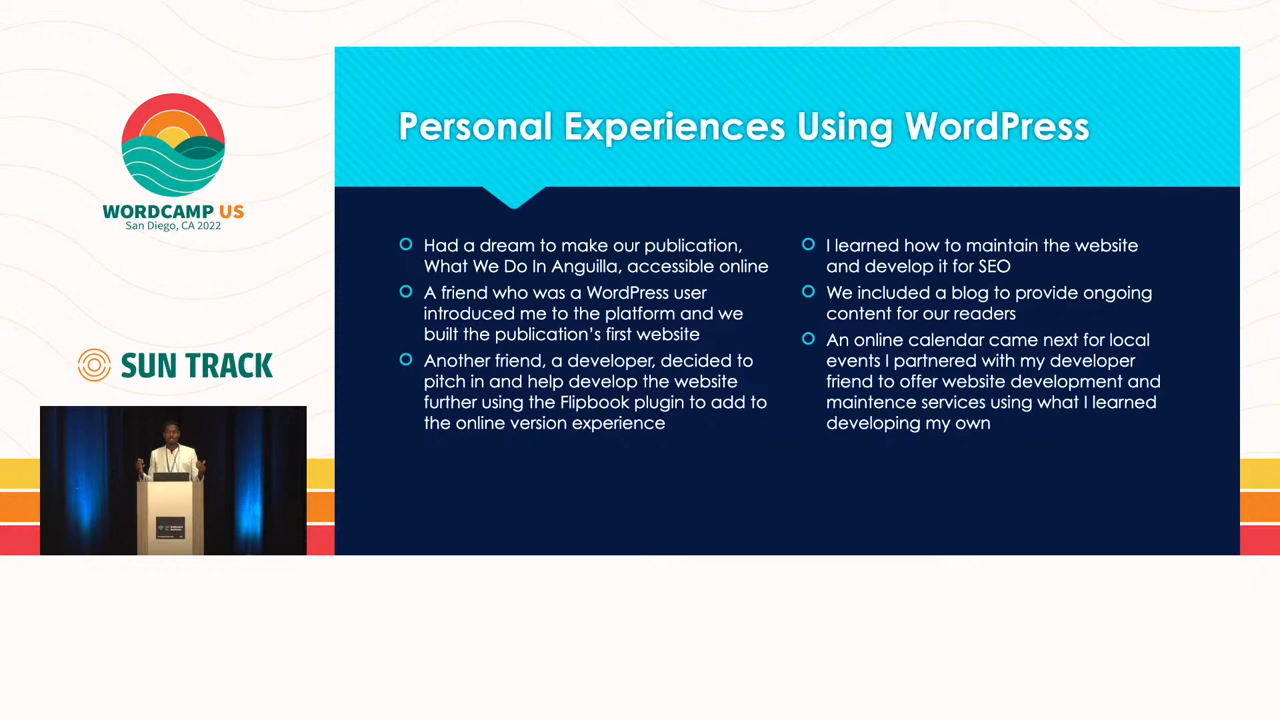 WORDCAMP US
San Diego, CA 2022
SUN TRACK
Personal Experiences Using WordPress
Had a dream to make our publication,
What We Do In Anguilla, accessible online
A friend who was a WordPress user
introduced me to the platform and we
built the publication's first website
Another friend, a developer, decided to
pitch in and help develop the website
further using the Flipbook plugin to add to
the online version experience
I learned how to maintain the website
and develop it for SEO
We included a blog to provide ongoing
content for our readers
An online calendar came next for local
events I partnered with my developer
friend to offer website development and
maintence services using what I learned
developing my own